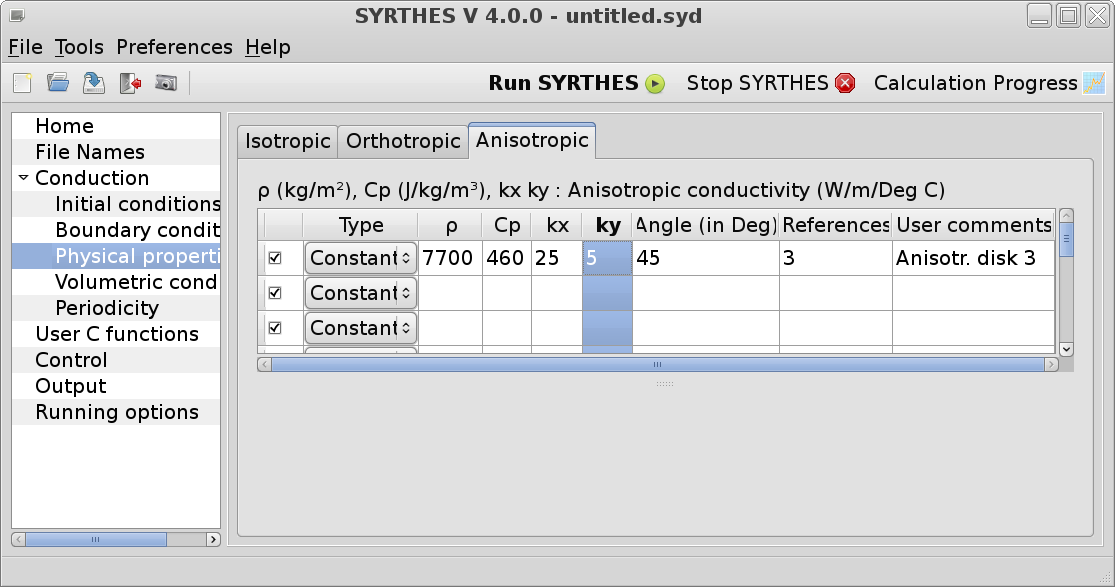 SYRTHES V 4.0.0 - untitled.syd
File Tools Preferences Help
Run SYRTHES Stop SYRTHES Calculation Progress
Home
File Names
Conduction
Initial conditions
Boundary condit
Physical properti
Volumetric cond
Periodicity
User C functions
Control
Output
Running options
Isotropic Orthotropic Anisotropic
ρ (kg/m²), Cp (J/kg/m³), kx ky : Anisotropic conductivity (W/m/Deg C)
Type ρ Cp kx ky Angle (in Deg) References User comments
Constant 7700 460 25 5 45 3 Anisotr. disk 3
Constant
Constant